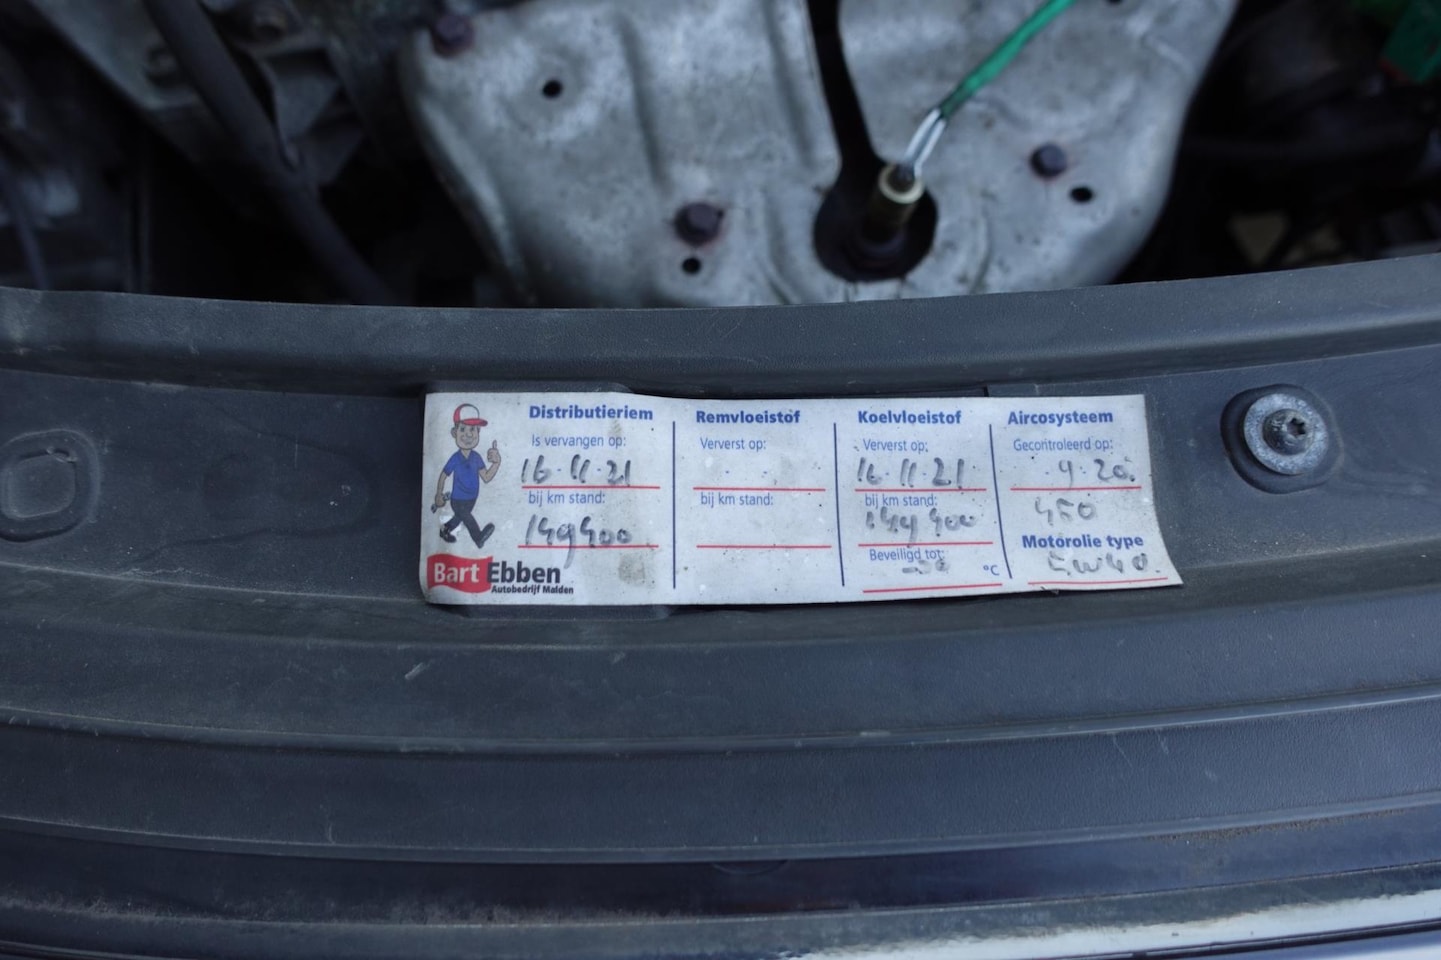 Distributieriem
Is vervangen op:
16·11·21
bij km stand:
149400
Bart Ebben
Autobedrijf Malden
Remvloeistof
Ververst op:
bij km stand:
Koelvloeistof
Ververst op:
16·11·21
bij km stand:
149400
Beveiligd tot:
°C
Aircosysteem
Gecontroleerd op:
Motorolie type
5w40